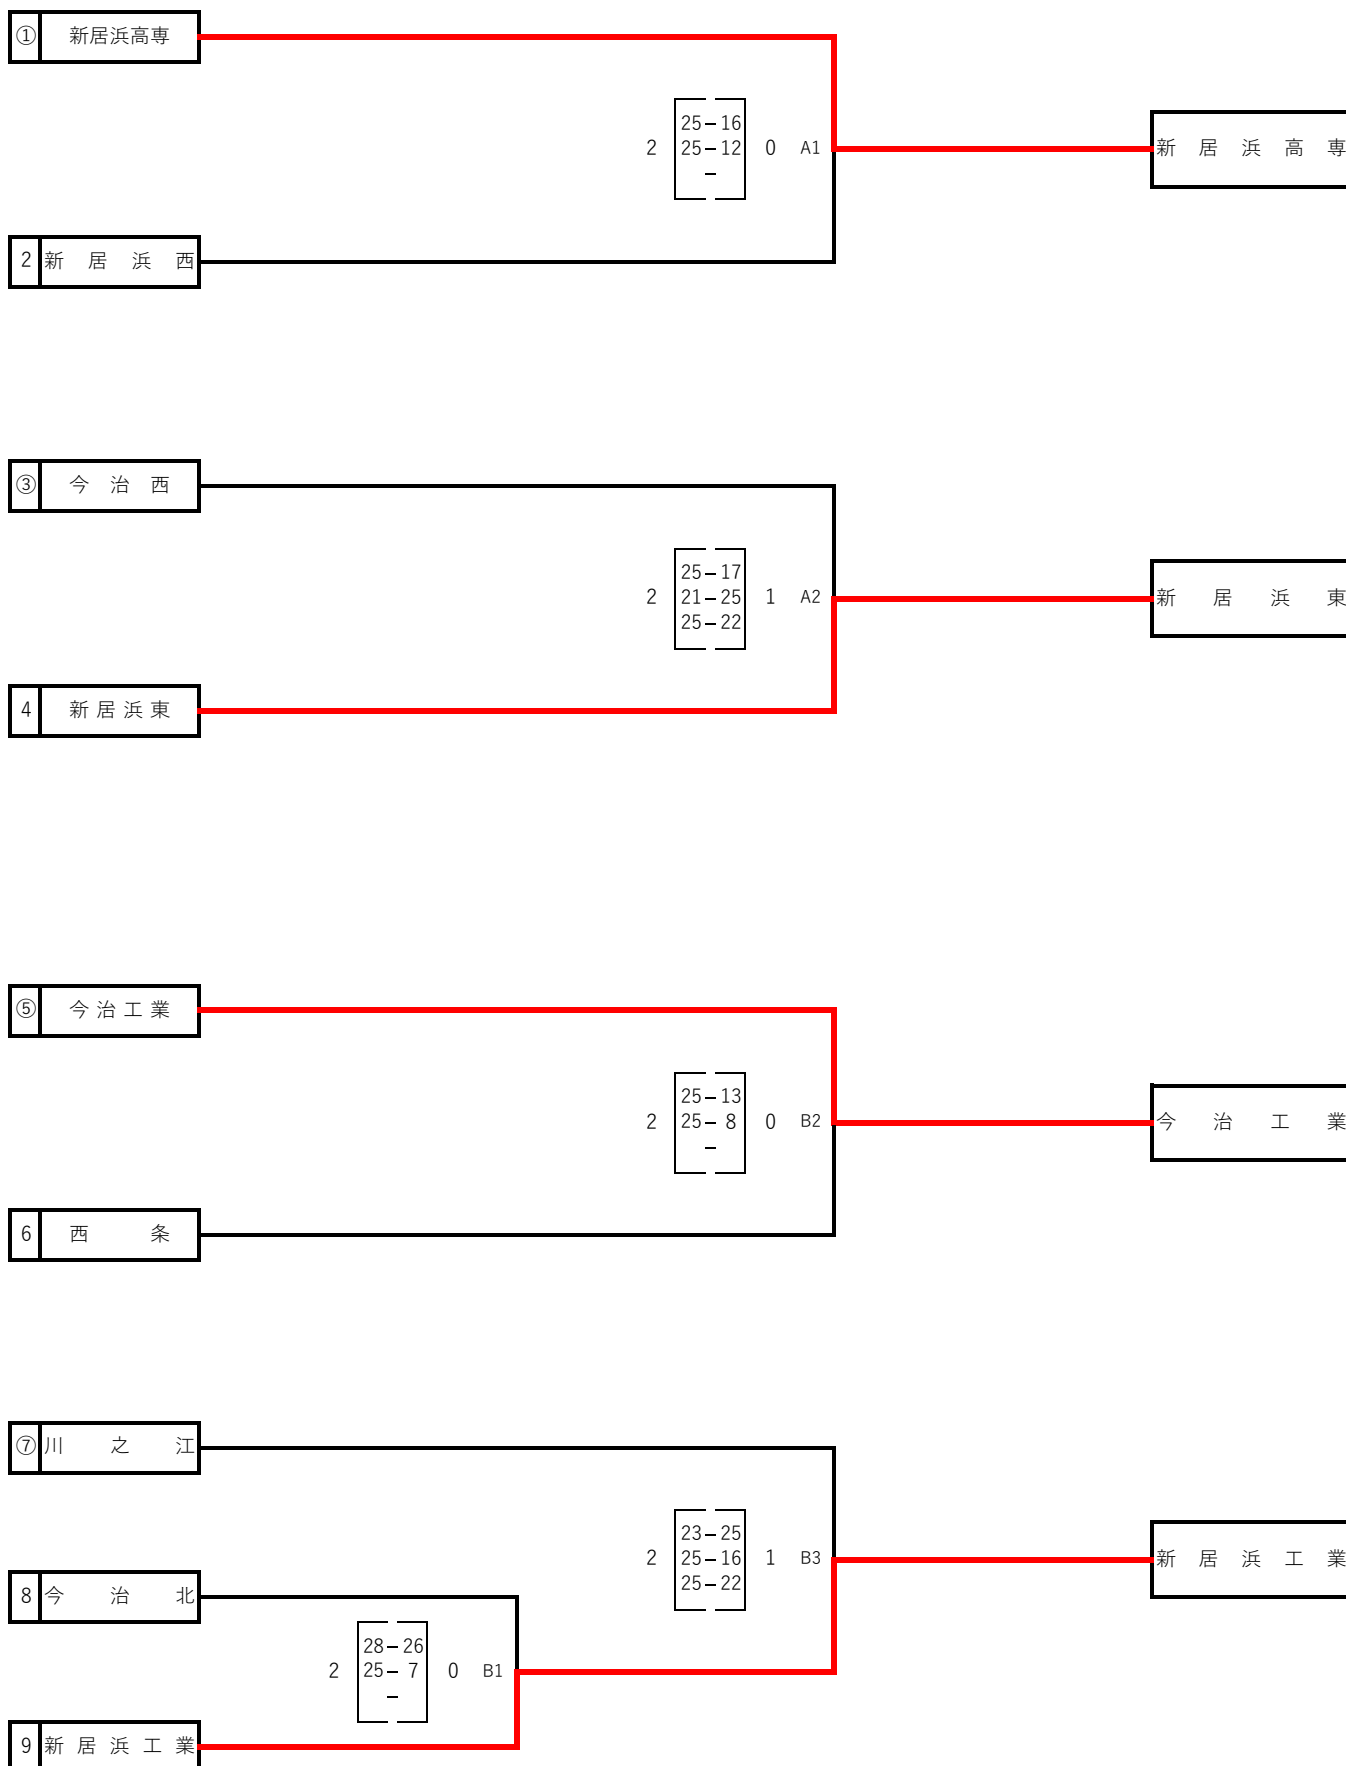 ① 新居浜高専
25-16
2 25-12 0 A1 新居浜高専
-
2 新居浜西
③ 今治西
25-17
2 21-25 1 A2 新居浜東
25-22
4 新居浜東
⑤ 今治工業
25-13
2 25-8 0 B2 今治工業
-
6 西条
⑦ 川之江
23-25
2 25-16 1 B3 新居浜工業
25-22
8 今治北
28-26
2 25-7 0 B1
-
9 新居浜工業